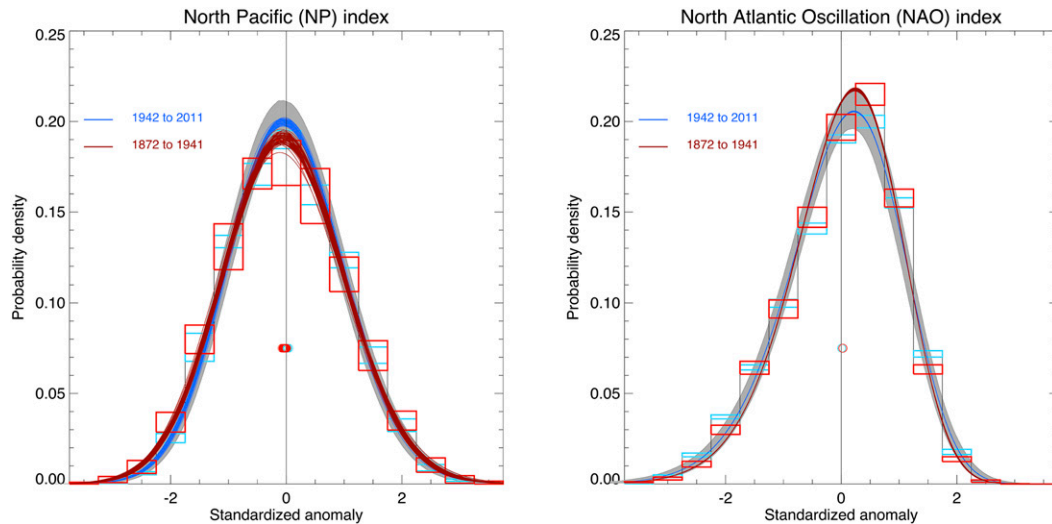 North Pacific (NP) index
0.25
0.20
0.15
0.10
0.05
0.00
Probability density
1942 to 2011
1872 to 1941
-2
0
2
Standardized anomaly
North Atlantic Oscillation (NAO) index
0.25
0.20
0.15
0.10
0.05
0.00
Probability density
1942 to 2011
1872 to 1941
-2
0
2
Standardized anomaly